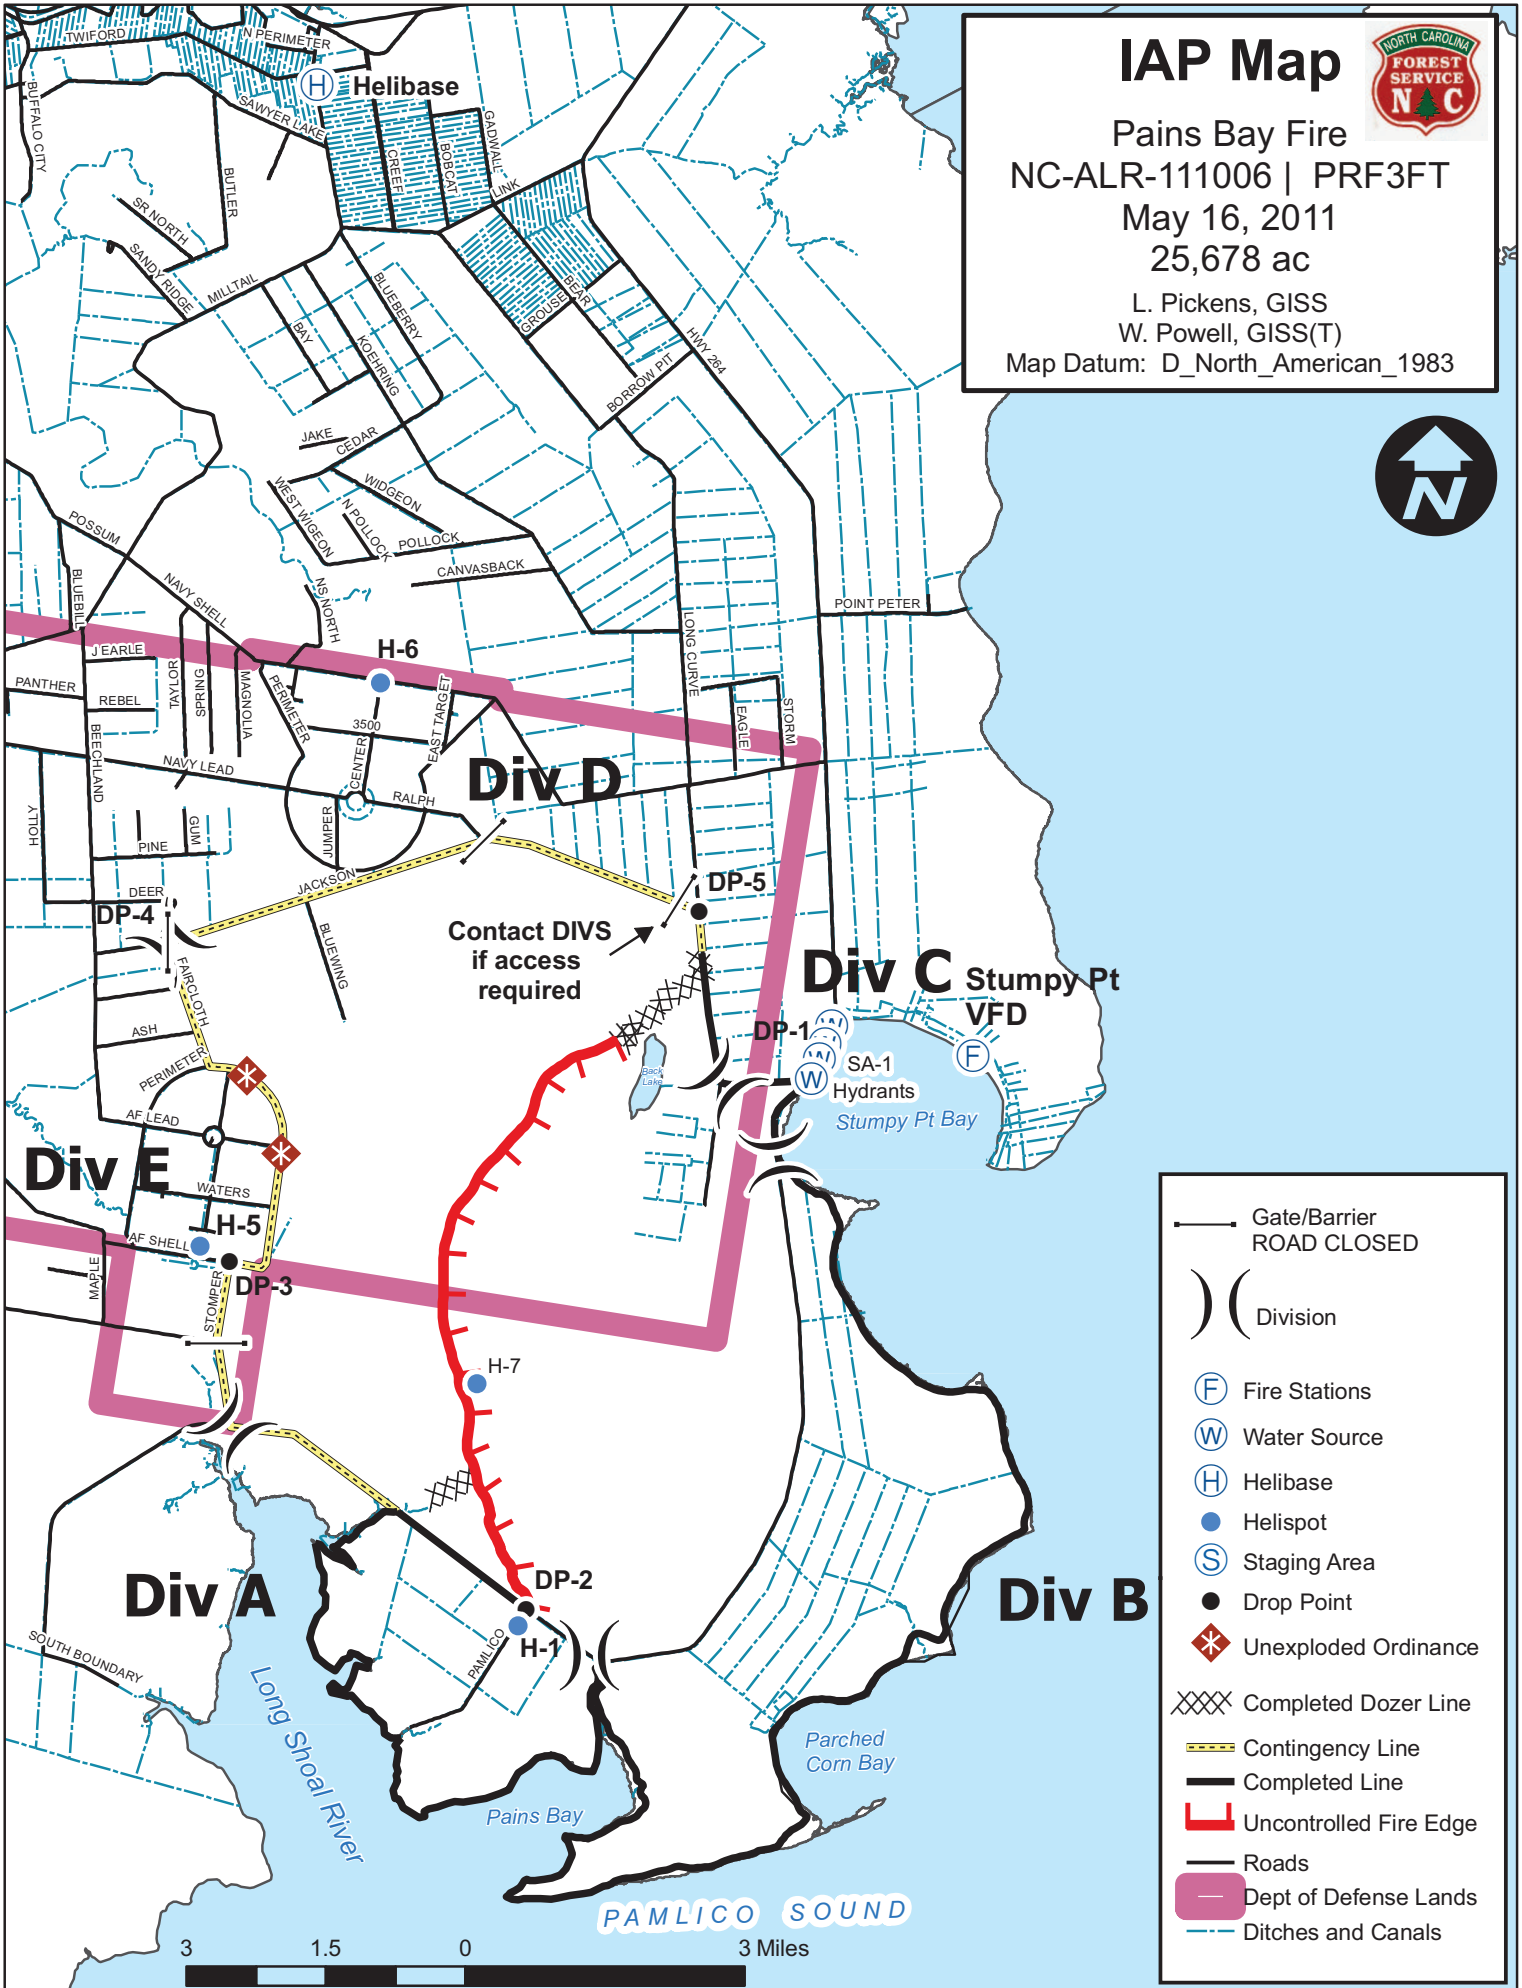 IAP Map
NORTH CAROLINA
FOREST
SERVICE
N C
Pains Bay Fire
NC-ALR-111006 | PRF3FT
May 16, 2011
25,678 ac
L. Pickens, GISS
W. Powell, GISS(T)
Map Datum: D_North_American_1983
N
TWIFORD
N PERIMETER
H Helibase
BUFFALO CITY
SAWYER LAKE
CREEF
BOBCAT
GADWALL
LINK
BUTLER
SR NORTH
SANDY RIDGE
MILLTAIL
BAY
KOEHRING
BLUEBERRY
GROUSE
BEAR
HWY 264
BORROW PIT
JAKE
CEDAR
WIDGEON
WEST WIGEON
N POLLOCK
POLLOCK
CANVASBACK
POSSUM
NAVY SHELL
BLUEBILL
NS NORTH
POINT PETER
LONG CURVE
J EARLE
H-6
PANTHER
REBEL
TAYLOR
SPRING
MAGNOLIA
PERIMETER
3500
EAST TARGET
EAGLE
STORM
BEECHLAND
NAVY LEAD
CENTER
Div D
RALPH
HOLLY
PINE
GUM
JUMPER
JACKSON
DEER
DP-4
DP-5
BLUEWING
Contact DIVS
if access
required
FAIRCLOTH
Div C
Stumpy Pt
VFD
ASH
DP-1
W
W
F
SA-1
W
Hydrants
Back
Lake
Stumpy Pt Bay
PERIMETER
AF LEAD
Div E
WATERS
H-5
AF SHELL
DP-3
MAPLE
STOMPER
H-7
DP-2
Div A
H-1
PAMLICO
Div B
SOUTH BOUNDARY
Long Shoal River
Parched
Corn Bay
Pains Bay
PAMLICO SOUND
3 1.5 0 3 Miles
Gate/Barrier
ROAD CLOSED
Division
F Fire Stations
W Water Source
H Helibase
Helispot
S Staging Area
Drop Point
Unexploded Ordinance
Completed Dozer Line
Contingency Line
Completed Line
Uncontrolled Fire Edge
Roads
Dept of Defense Lands
Ditches and Canals